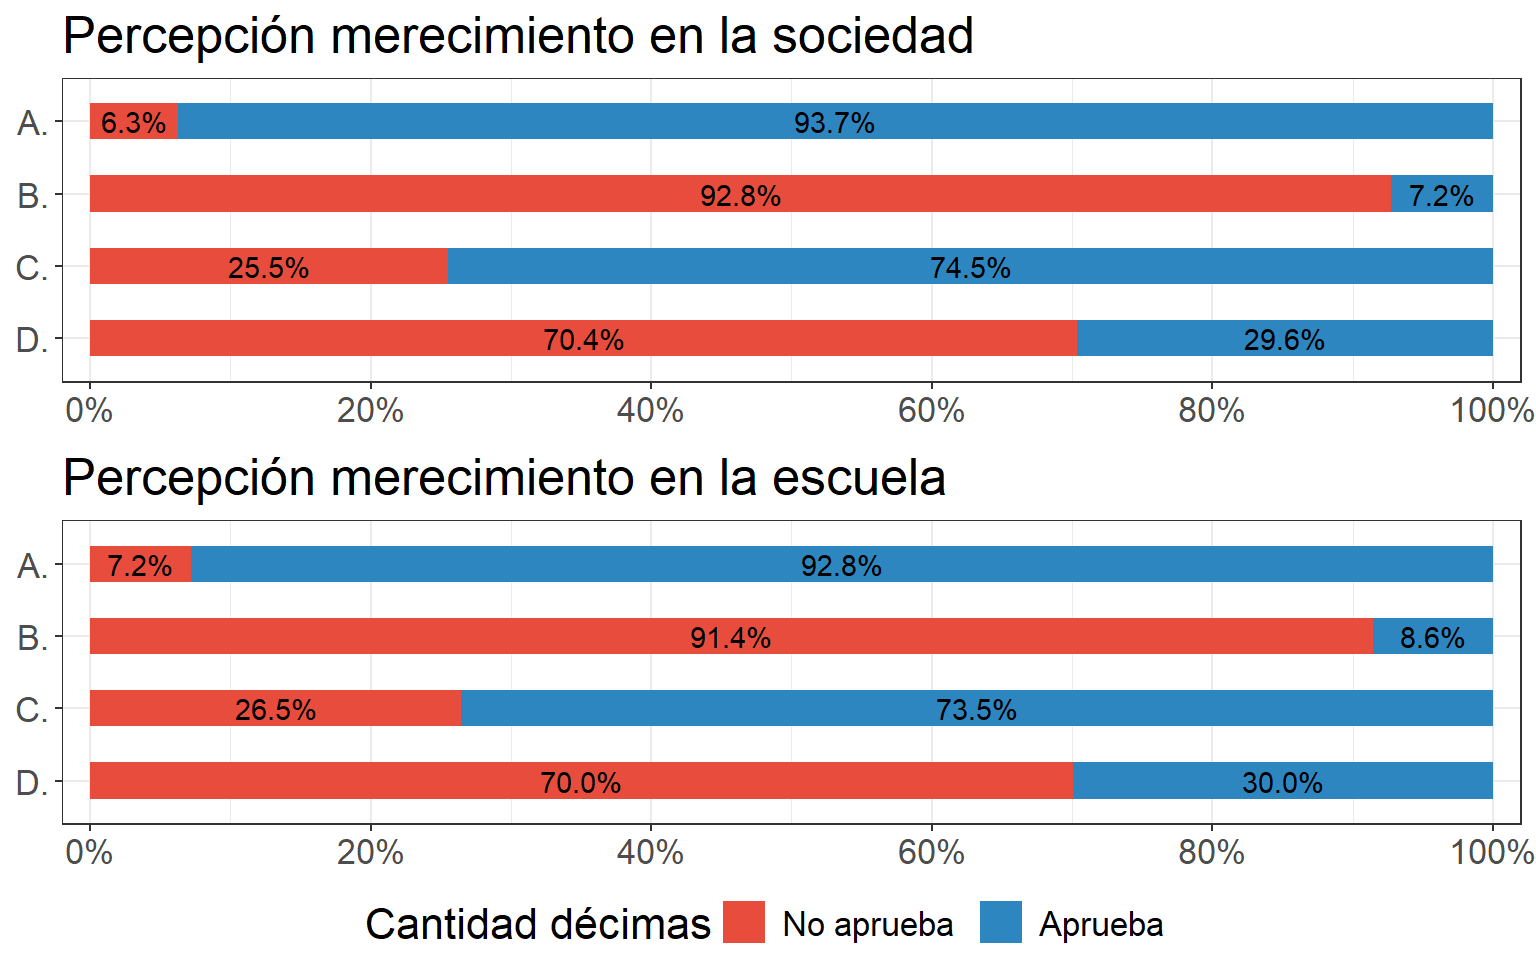 Percepción merecimiento en la sociedad
A. 6.3% 93.7%
B. 92.8% 7.2%
C. 25.5% 74.5%
D. 70.4% 29.6%
0% 20% 40% 60% 80% 100%
Percepción merecimiento en la escuela
A. 7.2% 92.8%
B. 91.4% 8.6%
C. 26.5% 73.5%
D. 70.0% 30.0%
0% 20% 40% 60% 80% 100%
Cantidad décimas No aprueba Aprueba